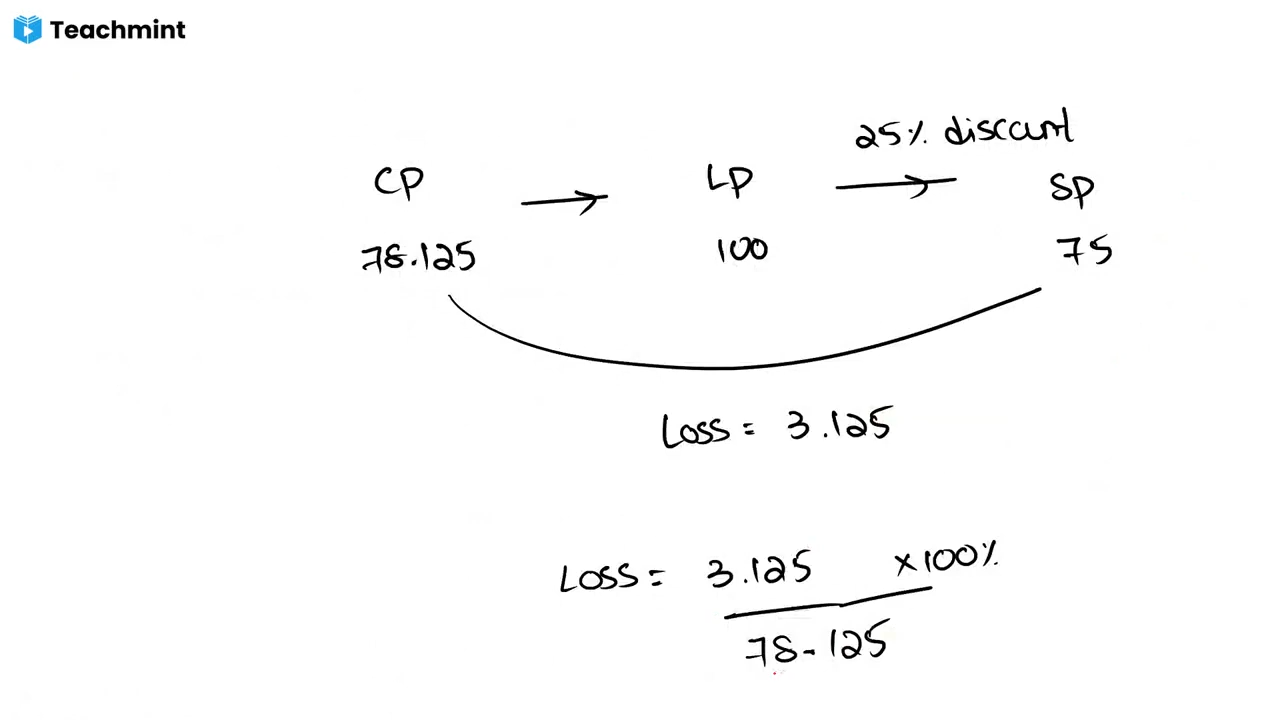 Teachmint
25% discount
CP → LP → SP
78.125 100 75
Loss = 3.125
Loss = 3.125 × 100%
78.125